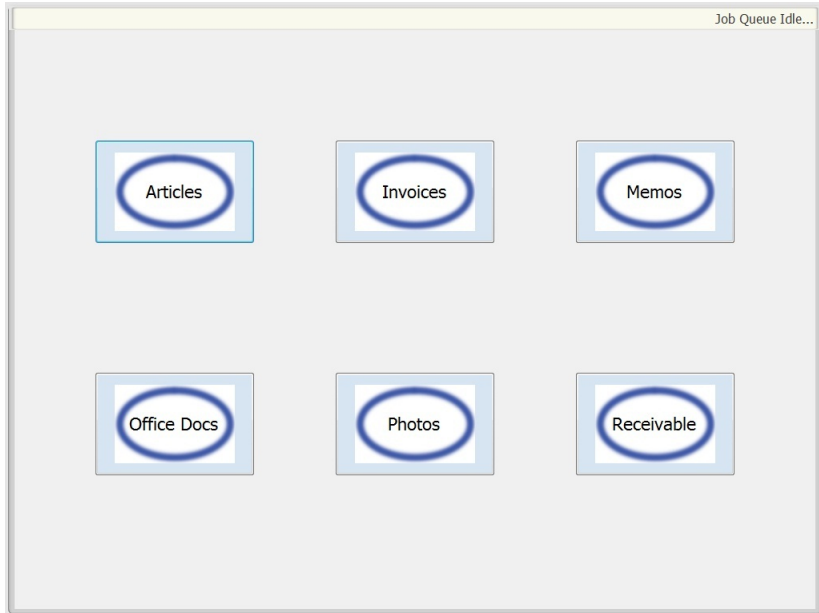 Job Queue Idle...
Articles
Invoices
Memos
Office Docs
Photos
Receivable